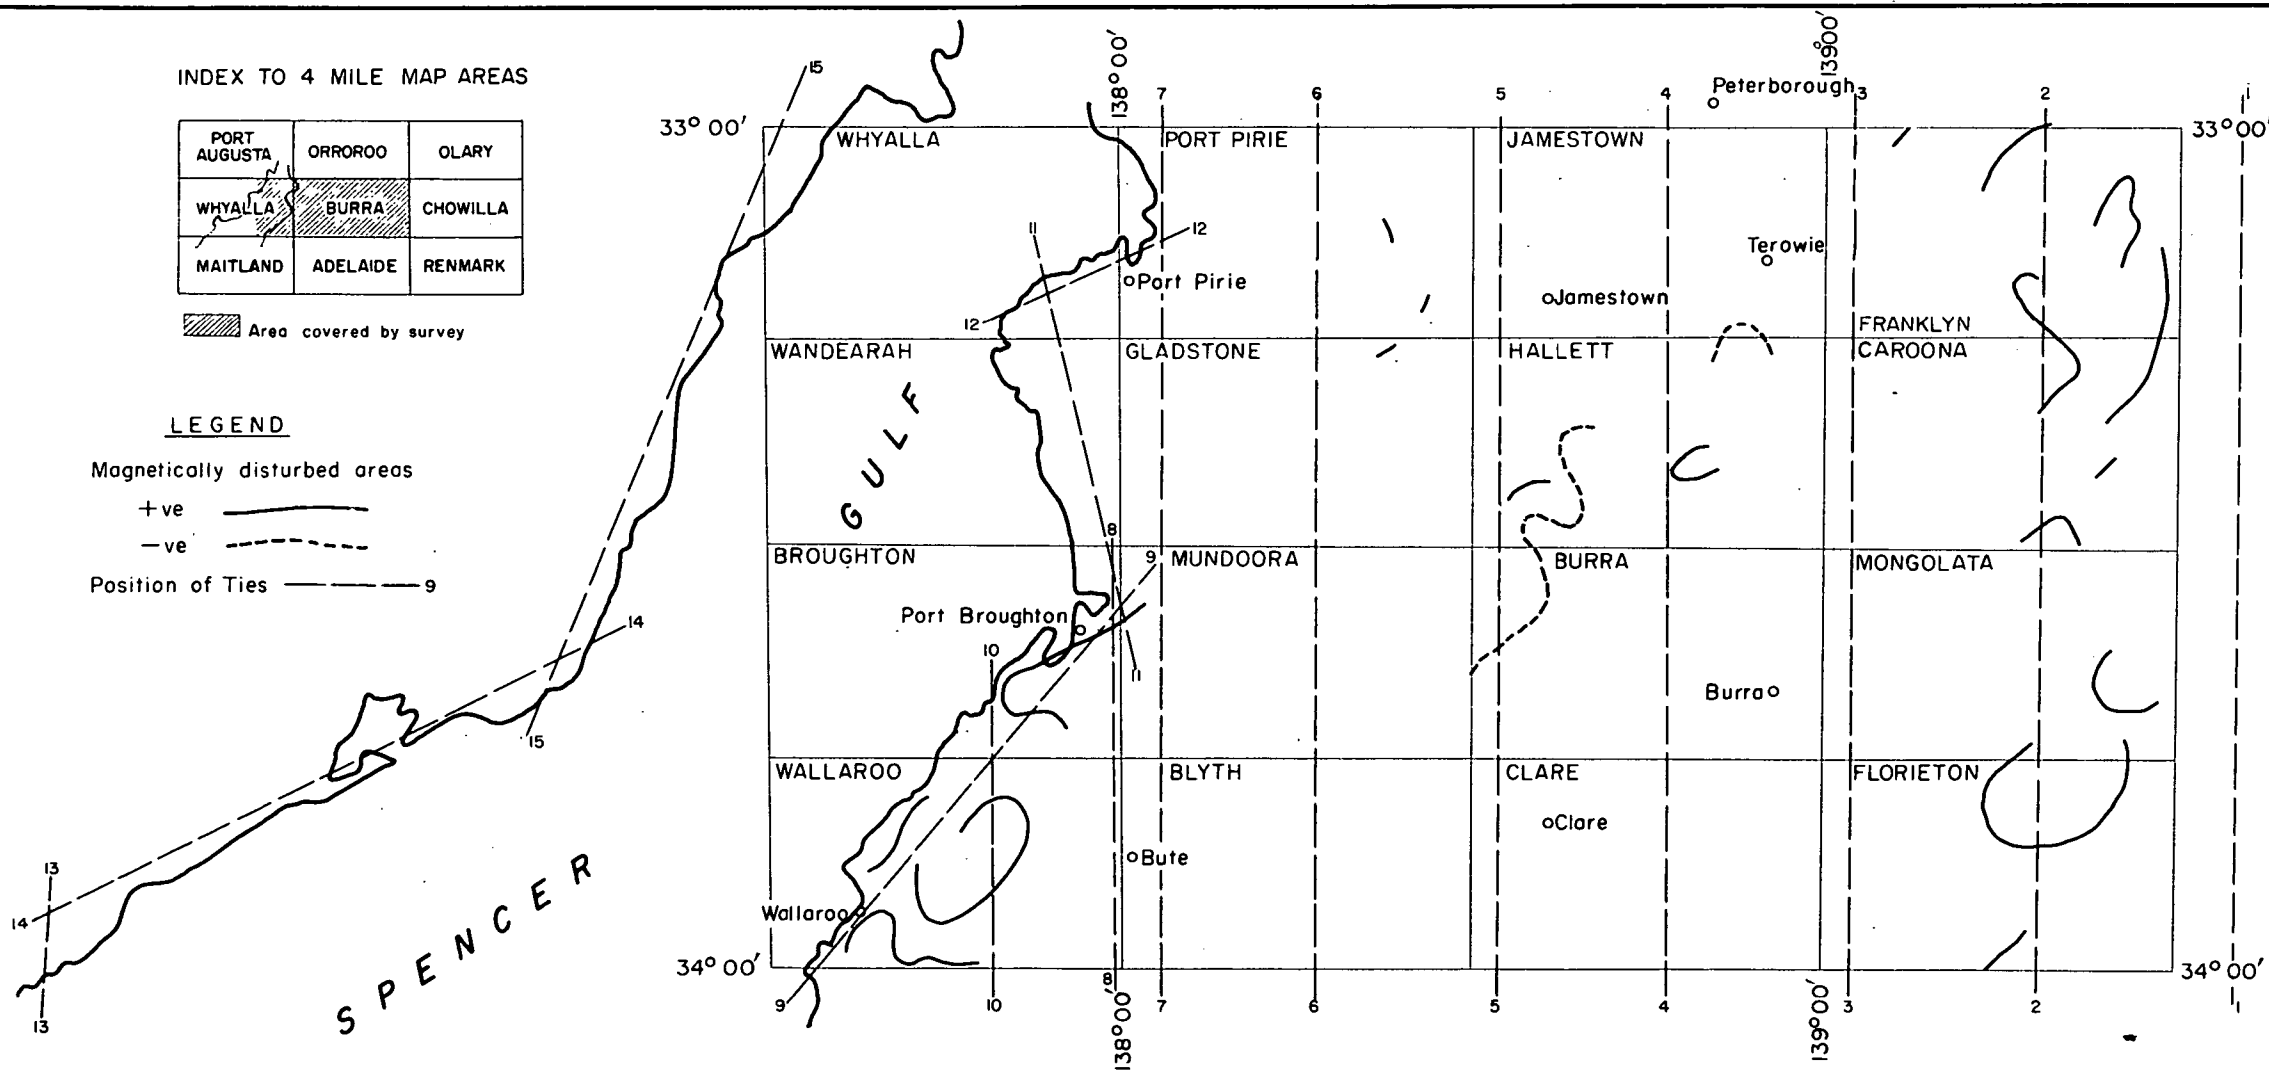 INDEX TO 4 MILE MAP AREAS
PORT AUGUSTA
ORROROO
OLARY
WHYALLA
BURRA
CHOWILLA
MAITLAND
ADELAIDE
RENMARK
Area covered by survey
LEGEND
Magnetically disturbed areas
+ve
-ve
Position of Ties 9
138°00'
139°00'
Peterborough
15
7
6
5
4
3
2
1
33° 00'
33° 00'
WHYALLA
PORT PIRIE
JAMESTOWN
11
12
Terowie
Port Pirie
Jamestown
12
FRANKLYN
WANDEARAH
GLADSTONE
HALLETT
CAROONA
GULF
8
BROUGHTON
9
MUNDOORA
BURRA
MONGOLATA
Port Broughton
14
10
11
Burra
15
WALLAROO
BLYTH
CLARE
FLORIETON
Clare
Bute
13
14
Wallaroo
SPENCER
34° 00'
34° 00'
13
9
10
8
7
6
5
4
3
2
1
138°00'
139°00'